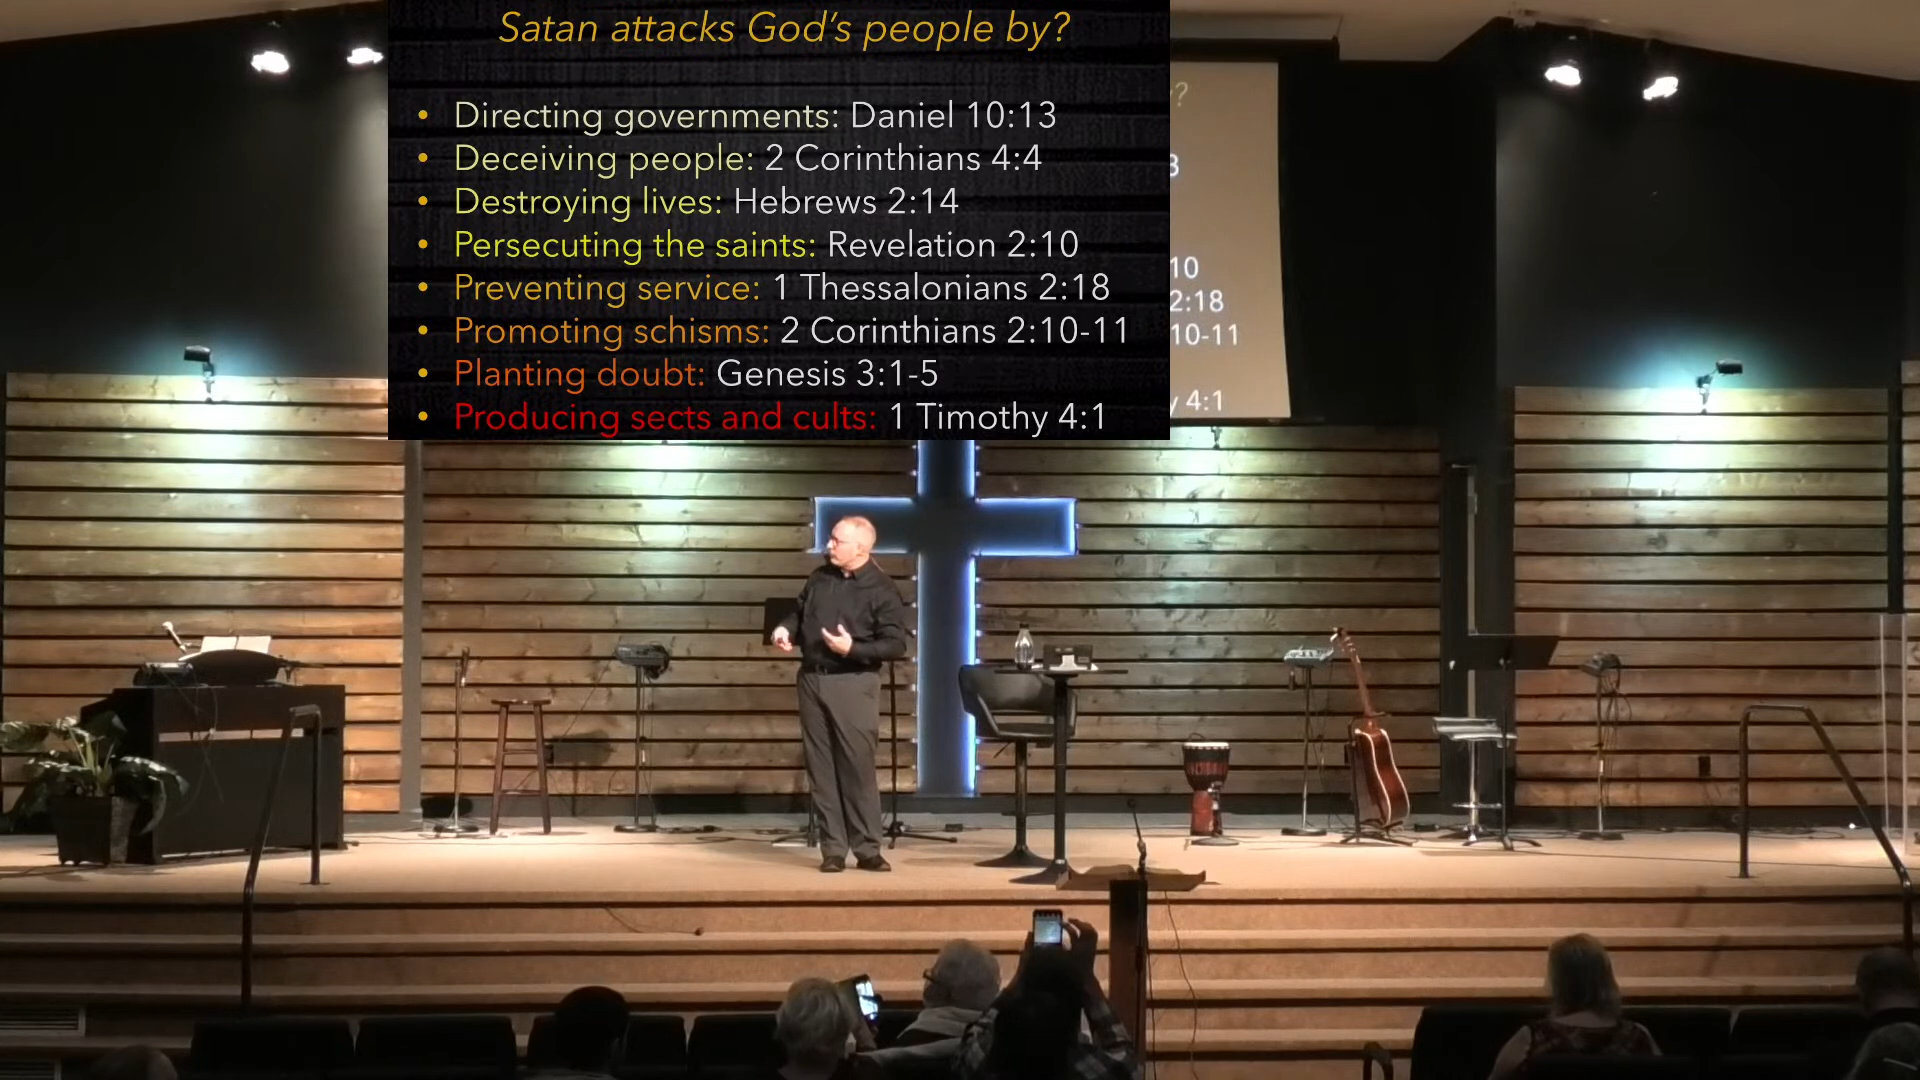 Satan attacks God's people by?
• Directing governments: Daniel 10:13
• Deceiving people: 2 Corinthians 4:4
• Destroying lives: Hebrews 2:14
• Persecuting the saints: Revelation 2:10
• Preventing service: 1 Thessalonians 2:18
• Promoting schisms: 2 Corinthians 2:10-11
• Planting doubt: Genesis 3:1-5
• Producing sects and cults: 1 Timothy 4:1
?
3
10
2:18
10-11
4:1